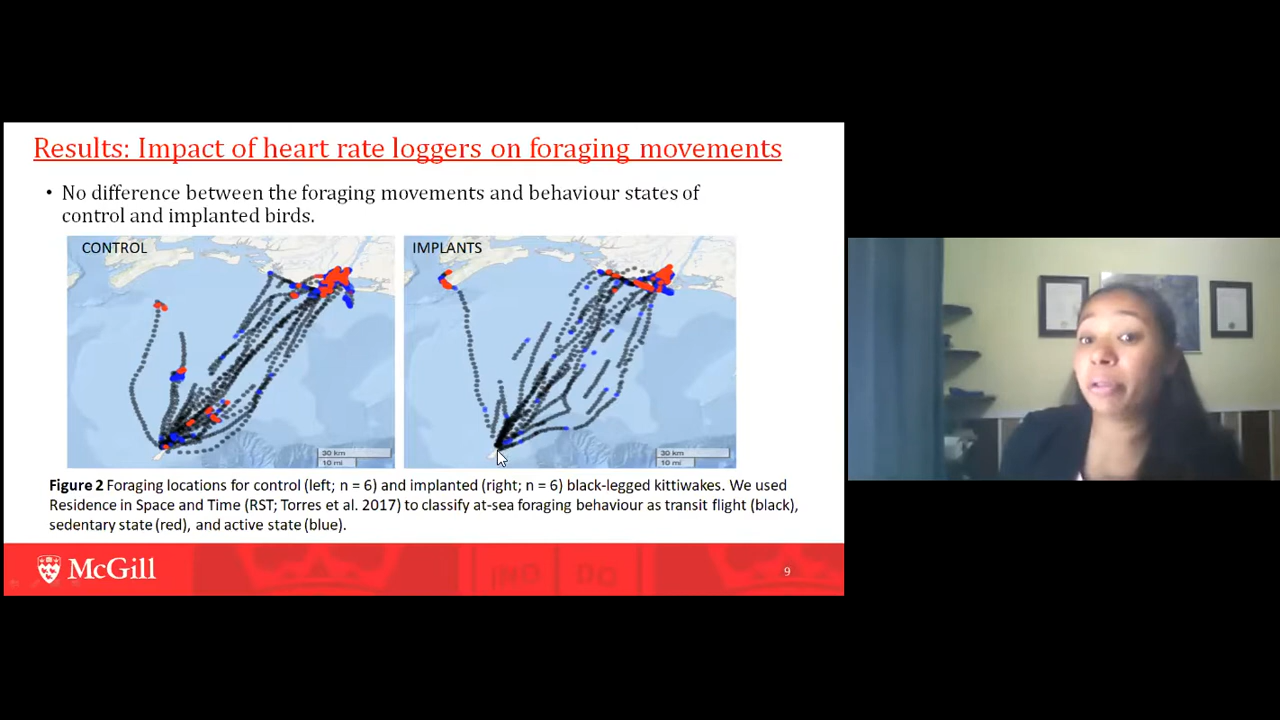 Results: Impact of heart rate loggers on foraging movements
• No difference between the foraging movements and behaviour states of
control and implanted birds.
CONTROL
IMPLANTS
30 km
10 mi
30 km
10 mi
Figure 2 Foraging locations for control (left; n = 6) and implanted (right; n = 6) black-legged kittiwakes. We used
Residence in Space and Time (RST; Torres et al. 2017) to classify at-sea foraging behaviour as transit flight (black),
sedentary state (red), and active state (blue).
McGill
9